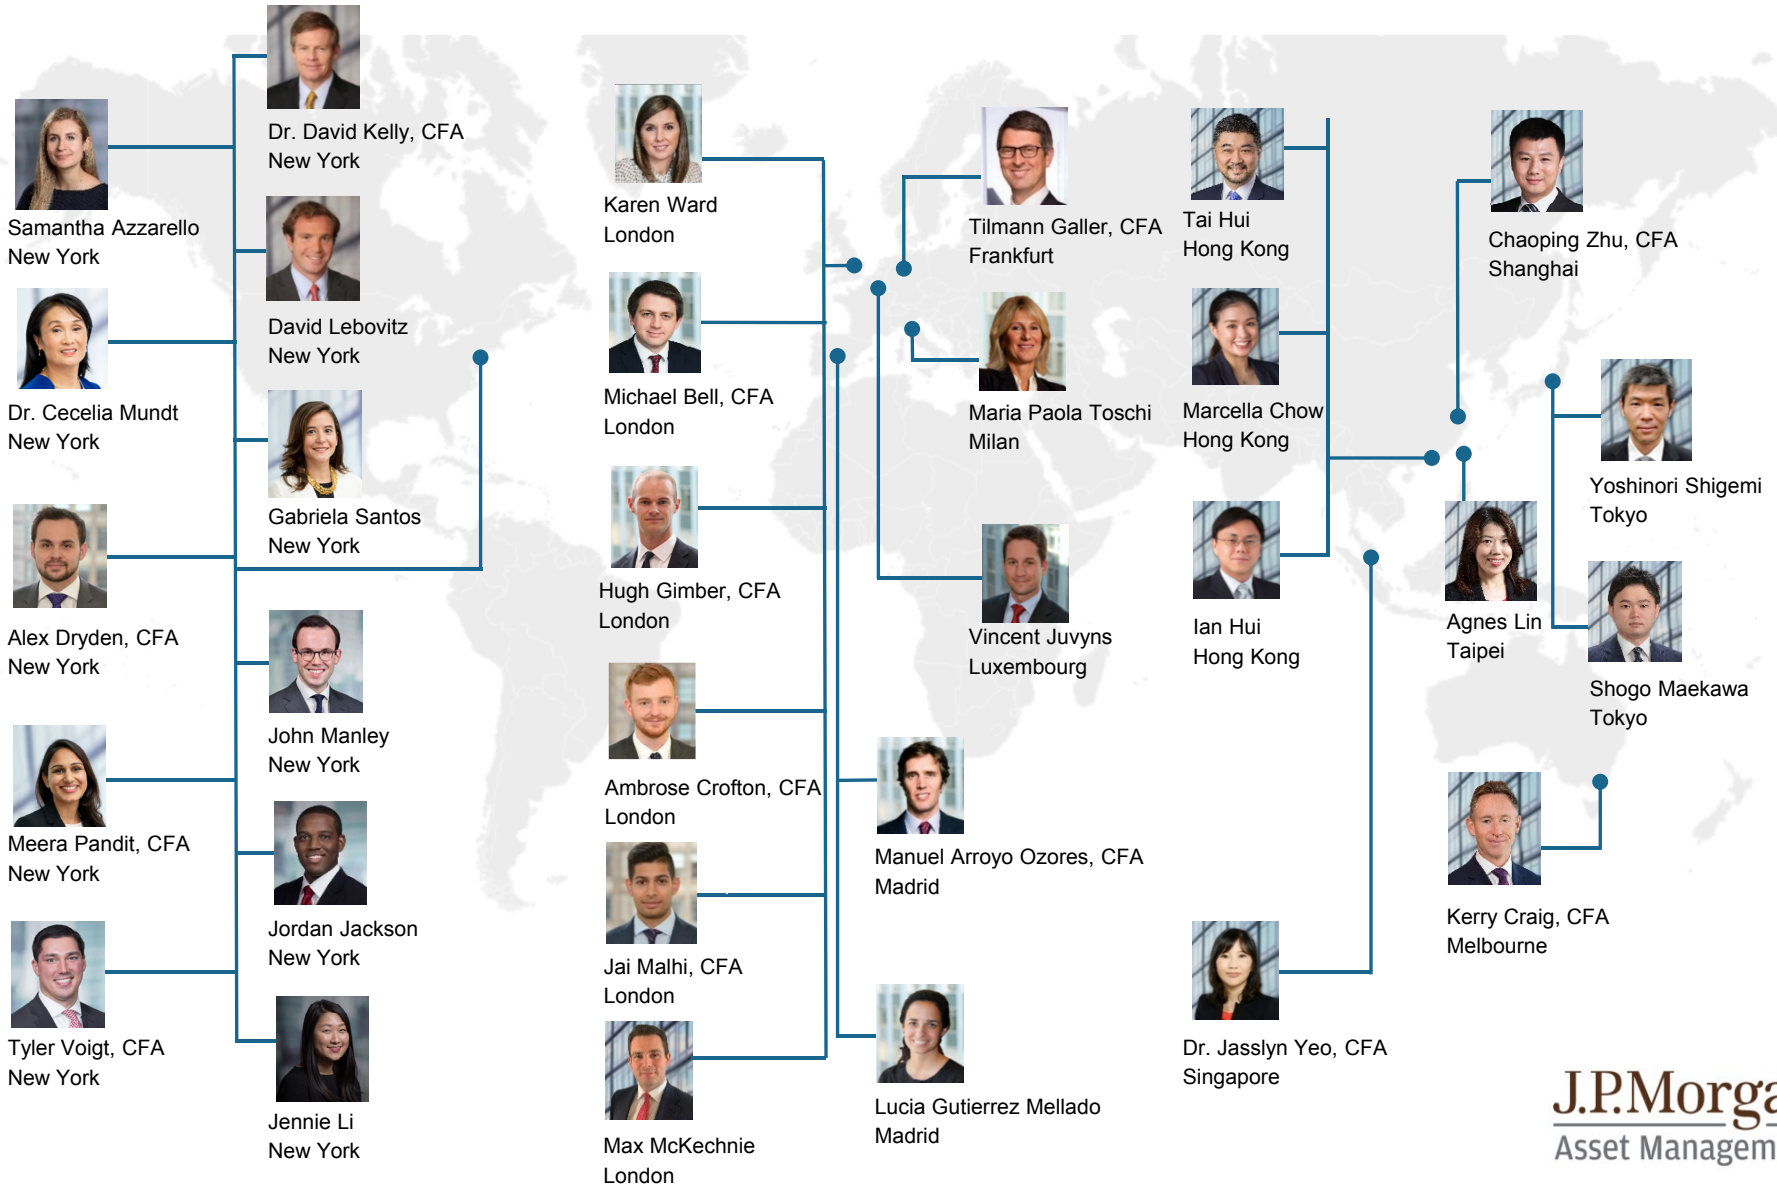 Samantha Azzarello
New York
Dr. Cecelia Mundt
New York
Alex Dryden, CFA
New York
Meera Pandit, CFA
New York
Tyler Voigt, CFA
New York
Dr. David Kelly, CFA
New York
David Lebovitz
New York
Gabriela Santos
New York
John Manley
New York
Jordan Jackson
New York
Jennie Li
New York
Karen Ward
London
Michael Bell, CFA
London
Hugh Gimber, CFA
London
Ambrose Crofton, CFA
London
Jai Malhi, CFA
London
Max McKechnie
London
Tilmann Galler, CFA
Frankfurt
Maria Paola Toschi
Milan
Vincent Juvyns
Luxembourg
Manuel Arroyo Ozores, CFA
Madrid
Lucia Gutierrez Mellado
Madrid
Tai Hui
Hong Kong
Marcella Chow
Hong Kong
Ian Hui
Hong Kong
Dr. Jasslyn Yeo, CFA
Singapore
Chaoping Zhu, CFA
Shanghai
Agnes Lin
Taipei
Yoshinori Shigemi
Tokyo
Shogo Maekawa
Tokyo
Kerry Craig, CFA
Melbourne
J.P.Morga
Asset Managem